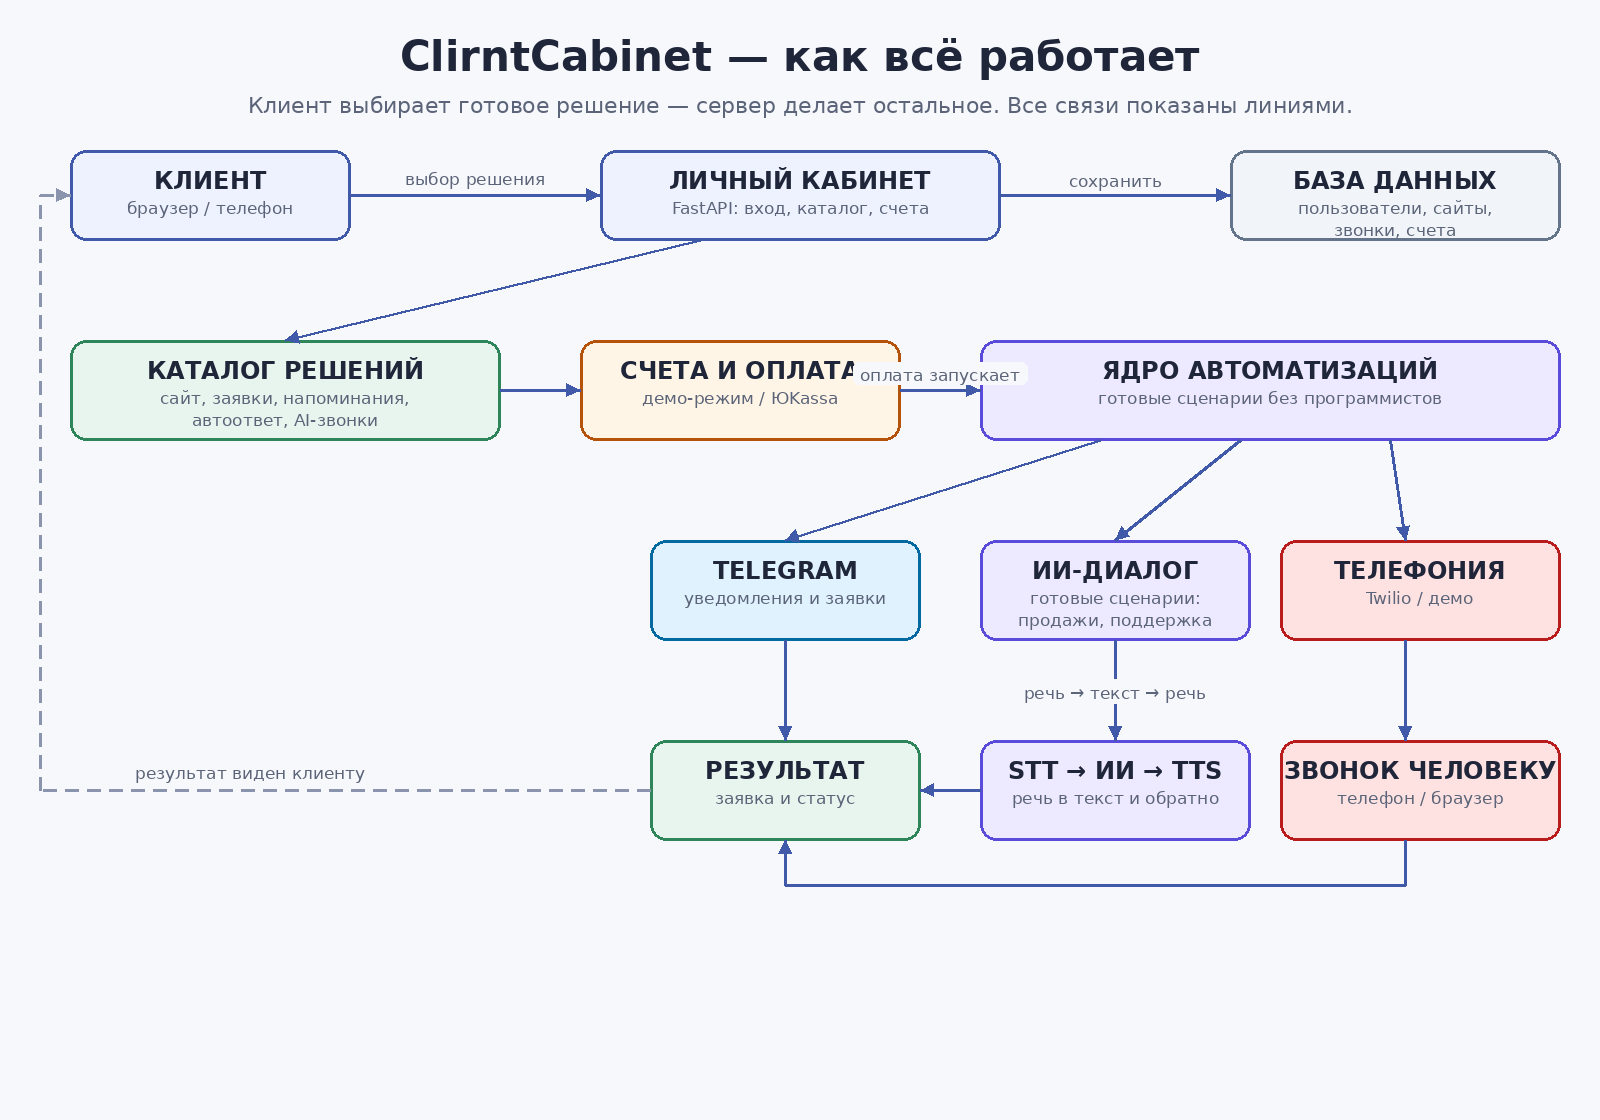 ClirntCabinet — как всё работает
Клиент выбирает готовое решение — сервер делает остальное. Все связи показаны линиями.
КЛИЕНТ
браузер / телефон
выбор решения
ЛИЧНЫЙ КАБИНЕТ
FastAPI: вход, каталог, счета
сохранить
БАЗА ДАННЫХ
пользователи, сайты,
звонки, счета
КАТАЛОГ РЕШЕНИЙ
сайт, заявки, напоминания,
автоответ, AI-звонки
СЧЕТА И ОПЛАТА
демо-режим / ЮKassa
оплата запускает
ЯДРО АВТОМАТИЗАЦИЙ
готовые сценарии без программистов
TELEGRAM
уведомления и заявки
ИИ-ДИАЛОГ
готовые сценарии:
продажи, поддержка
ТЕЛЕФОНИЯ
Twilio / демо
речь → текст → речь
результат виден клиенту
РЕЗУЛЬТАТ
заявка и статус
STT → ИИ → TTS
речь в текст и обратно
ЗВОНОК ЧЕЛОВЕКУ
телефон / браузер